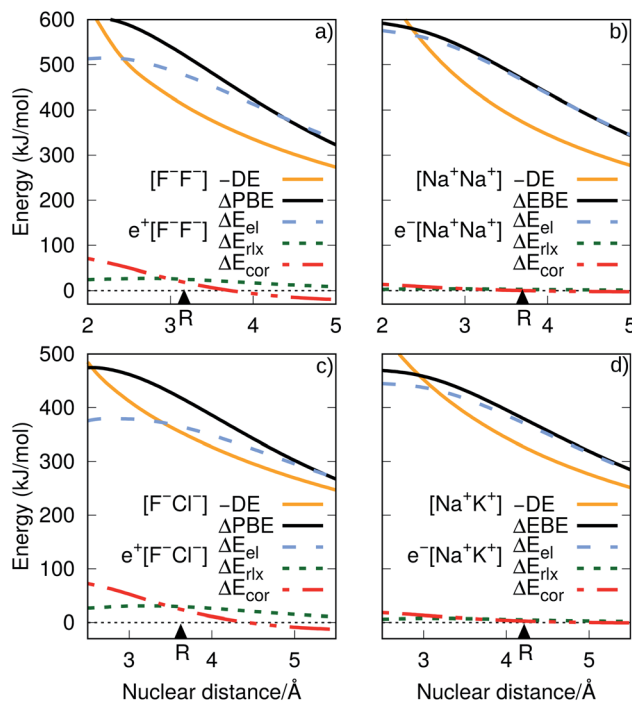 a)
600
500
400
300
200
100
0
Energy (kJ/mol)
[F⁻F⁻] −DE
ΔPBE
e⁺[F⁻F⁻] ΔE_el
ΔE_rlx
ΔE_cor
2 3 R 4 5
b)
[Na⁺Na⁺] −DE
ΔEBE
e⁻[Na⁺Na⁺] ΔE_el
ΔE_rlx
ΔE_cor
2 3 R 4 5
c)
500
400
300
200
100
0
Energy (kJ/mol)
[F⁻Cl⁻] −DE
ΔPBE
e⁺[F⁻Cl⁻] ΔE_el
ΔE_rlx
ΔE_cor
3 R 4 5
Nuclear distance/Å
d)
[Na⁺K⁺] −DE
ΔEBE
e⁻[Na⁺K⁺] ΔE_el
ΔE_rlx
ΔE_cor
3 4 R 5
Nuclear distance/Å